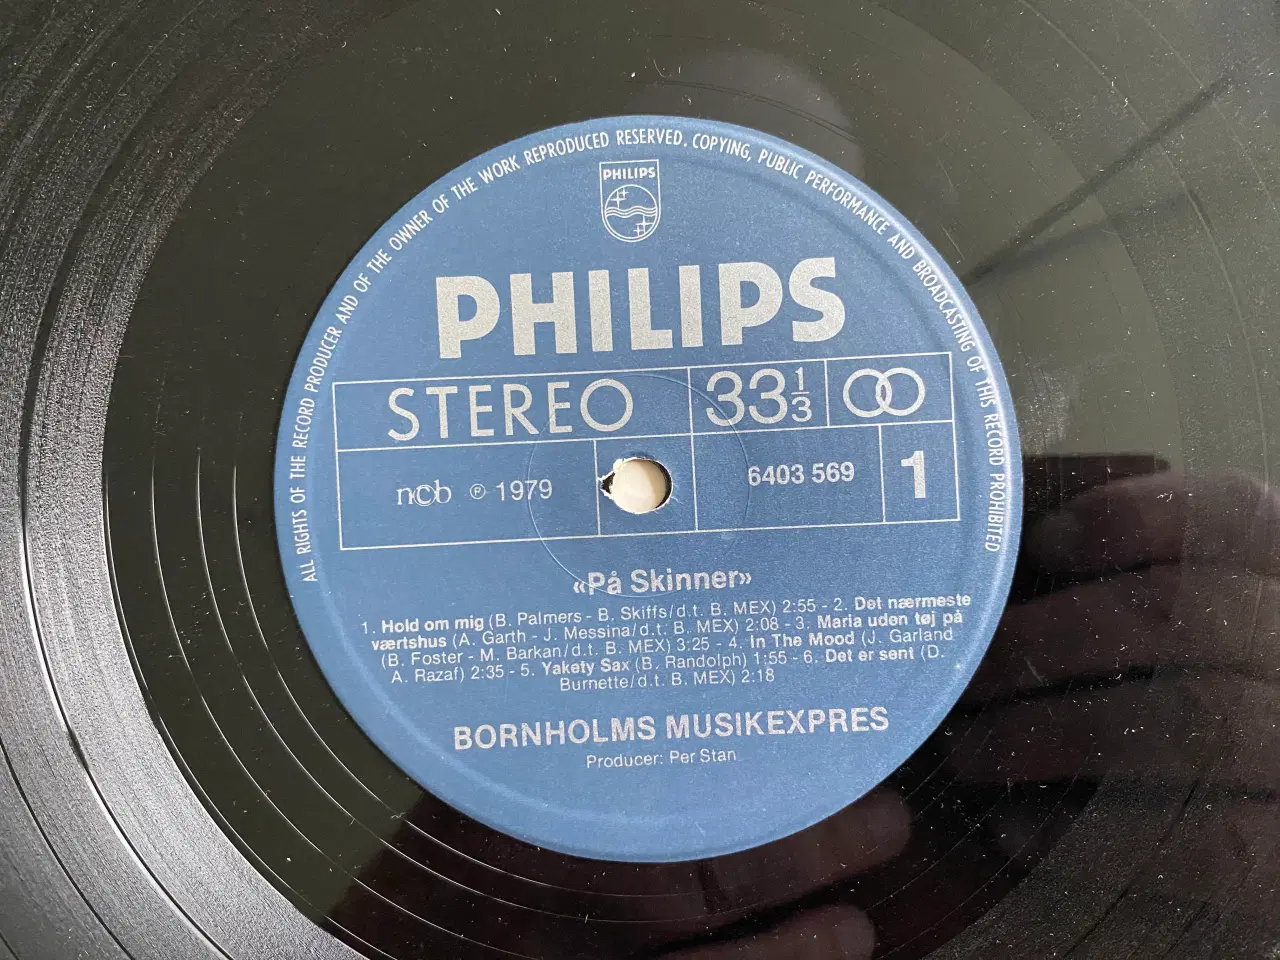 ALL RIGHTS OF THE RECORD PRODUCER AND OF THE OWNER OF THE WORK REPRODUCED RESERVED. COPYING, PUBLIC PERFORMANCE AND BROADCASTING OF THIS RECORD PROHIBITED
PHILIPS
PHILIPS
STEREO 33 1/3
ncb ℗ 1979 6403 569 1
«På Skinner»
1. Hold om mig (B. Palmers - B. Skiffs/d.t. B. MEX) 2:55 - 2. Det nærmeste
værtshus (A. Garth - J. Messina/d.t. B. MEX) 2:08 - 3. Maria uden tøj på
(B. Foster - M. Barkan/d.t. B. MEX) 3:25 - 4. In The Mood (J. Garland
A. Razaf) 2:35 - 5. Yakety Sax (B. Randolph) 1:55 - 6. Det er sent (D.
Burnette/d.t. B. MEX) 2:18
BORNHOLMS MUSIKEXPRES
Producer: Per Stan